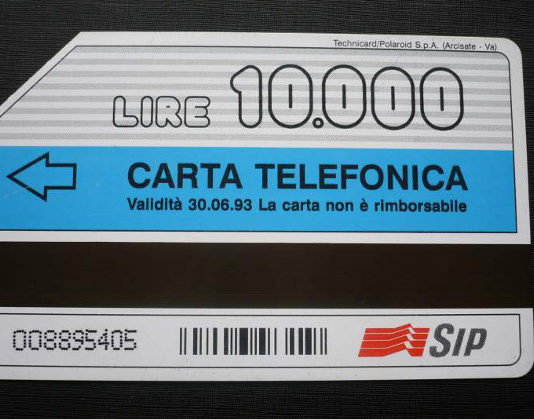 Technicard/Polaroid S.p.A. (Arcisate - Va)
LIRE 10.000
CARTA TELEFONICA
Validità 30.06.93 La carta non è rimborsabile
008895405
SIP